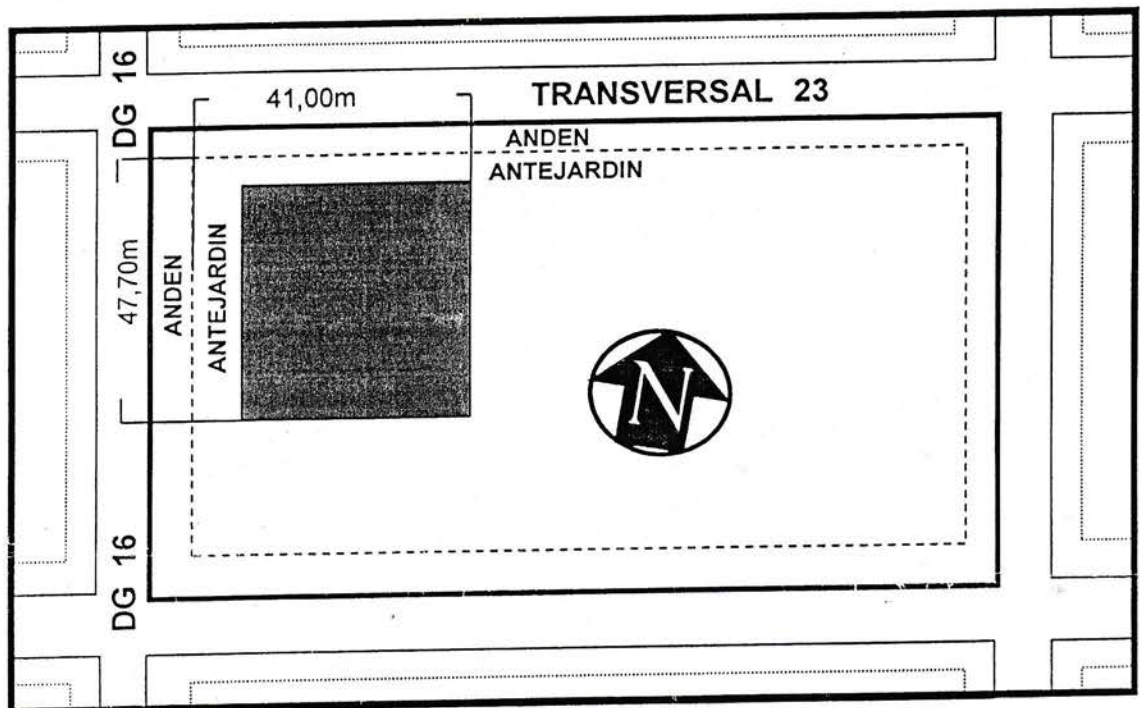 DG 16
41,00m
TRANSVERSAL 23
ANDEN
ANTEJARDIN
47,70m
ANDEN
ANTEJARDIN
N
DG 16